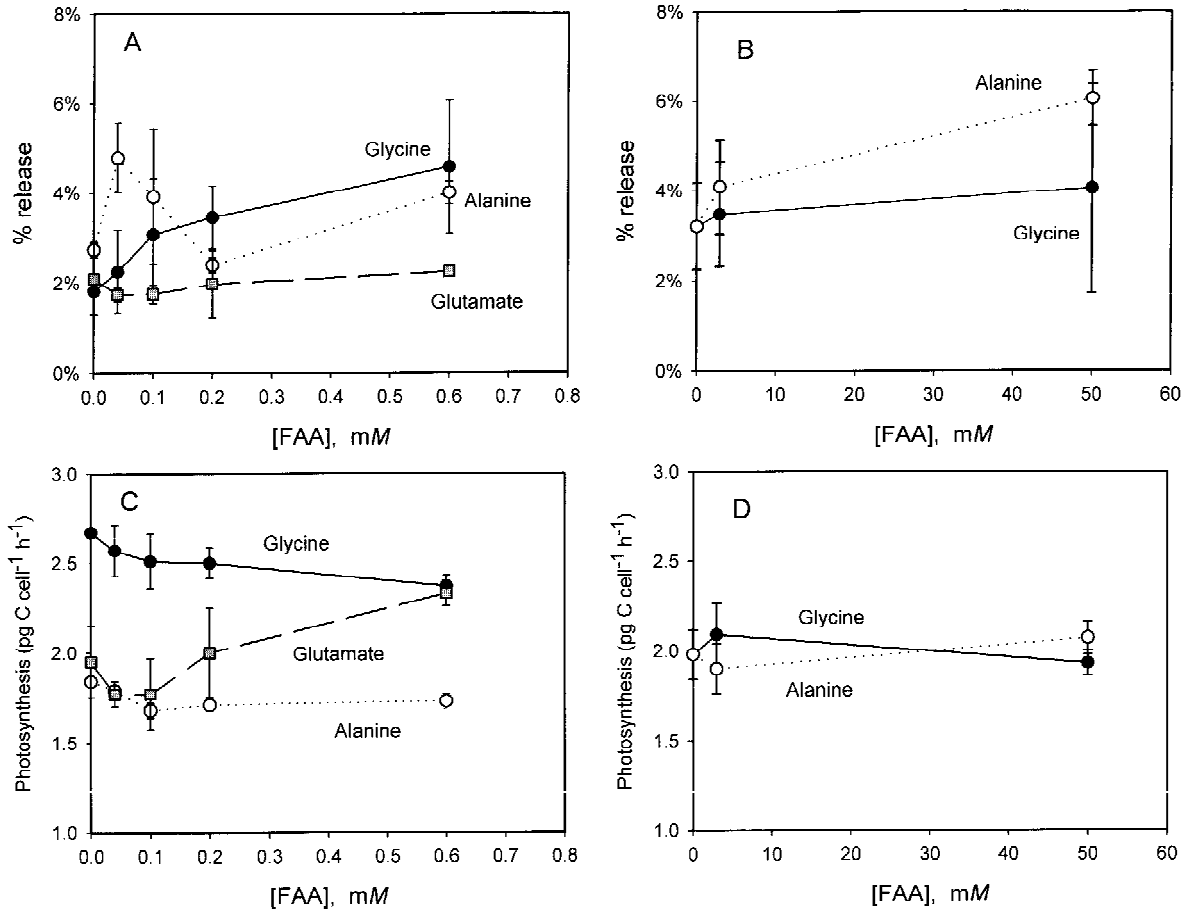 8%
A
6%
Glycine
% release
4%
Alanine
2%
Glutamate
0%
0.0 0.1 0.2 0.3 0.4 0.5 0.6 0.7 0.8
[FAA], mM
8%
B
Alanine
6%
% release
4%
Glycine
2%
0%
0 10 20 30 40 50 60
[FAA], mM
3.0
C
Glycine
2.5
Photosynthesis (pg C cell⁻¹ h⁻¹)
2.0
Glutamate
Alanine
1.5
1.0
0.0 0.1 0.2 0.3 0.4 0.5 0.6 0.7 0.8
[FAA], mM
3.0
D
2.5
Photosynthesis (pg C cell⁻¹ h⁻¹)
Glycine
2.0
Alanine
1.5
1.0
0 10 20 30 40 50 60
[FAA], mM